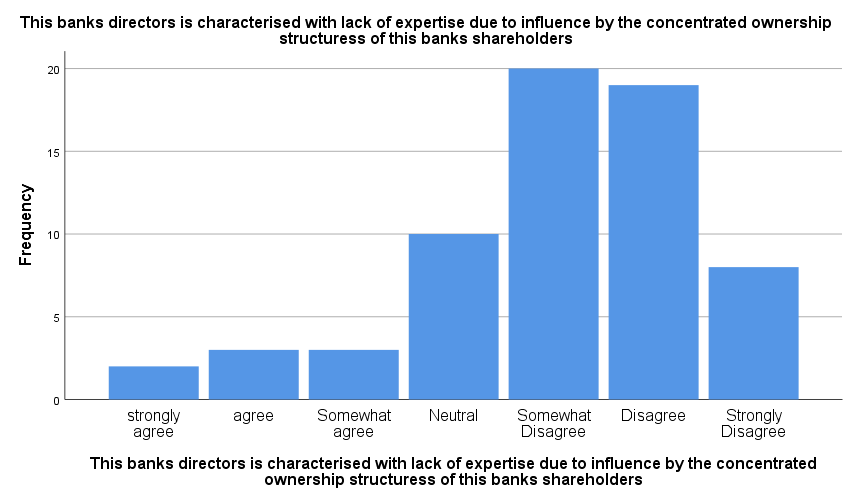 This banks directors is characterised with lack of expertise due to influence by the concentrated ownership
structuress of this banks shareholders
Frequency
20
15
10
5
0
strongly
agree
agree
Somewhat
agree
Neutral
Somewhat
Disagree
Disagree
Strongly
Disagree
This banks directors is characterised with lack of expertise due to influence by the concentrated
ownership structuress of this banks shareholders